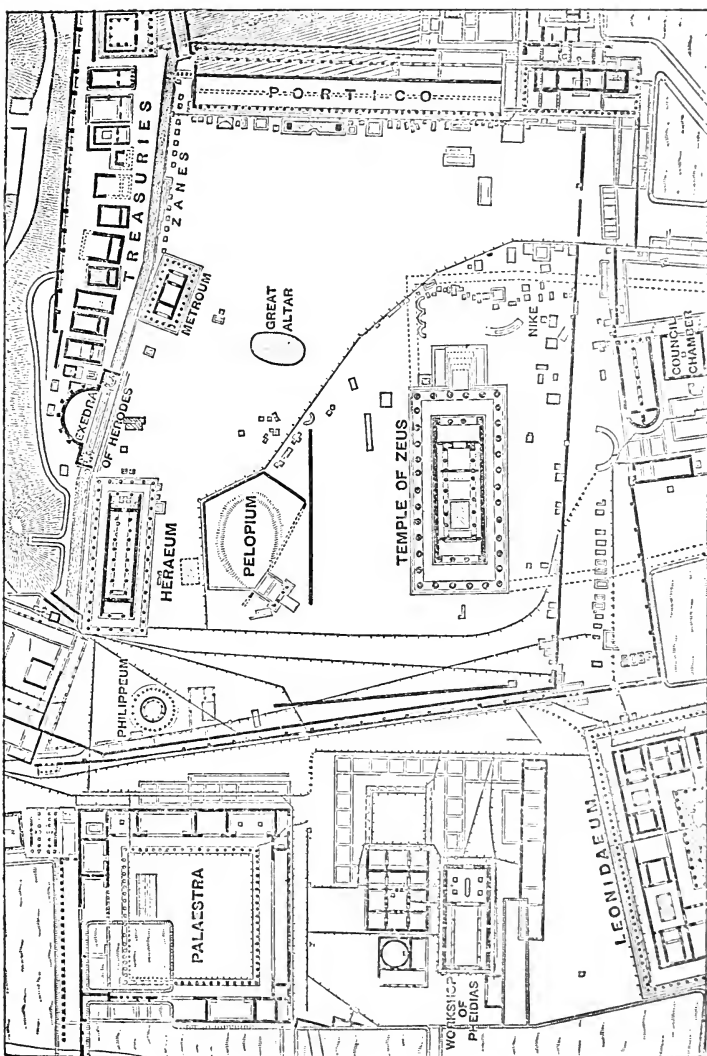 PORTICO
TREASURIES
ZANES
METROUM
GREAT
ALTAR
EXEDRA
OF HERODES
NIKE
COUNCIL
CHAMBER
HERAEUM
PELOPIUM
TEMPLE OF ZEUS
PHILIPPEUM
PALAESTRA
LEONIDAEUM
WORKSHOP
OF
PHEIDIAS